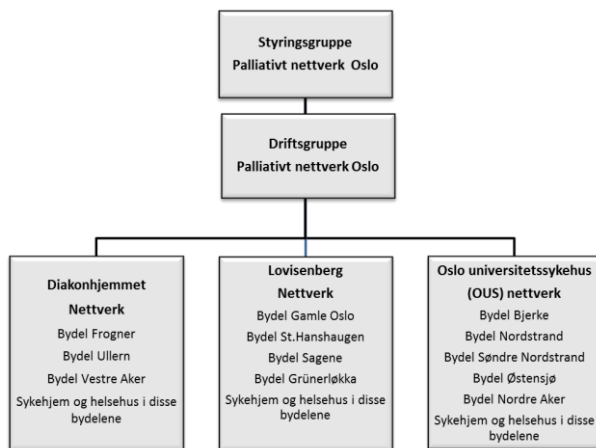 Styringsgruppe
Palliativt nettverk Oslo
Driftsgruppe
Palliativt nettverk Oslo
Diakonhjemmet
Nettverk
Bydel Frogner
Bydel Ullern
Bydel Vestre Aker
Sykehjem og helsehus i disse
bydelene
Lovisenberg
Nettverk
Bydel Gamle Oslo
Bydel St.Hanshaugen
Bydel Sagene
Bydel Grünerløkka
Sykehjem og helsehus i disse
bydelene
Oslo universitetssykehus
(OUS) nettverk
Bydel Bjerke
Bydel Nordstrand
Bydel Søndre Nordstrand
Bydel Østensjø
Bydel Nordre Aker
Sykehjem og helsehus i disse
bydelene